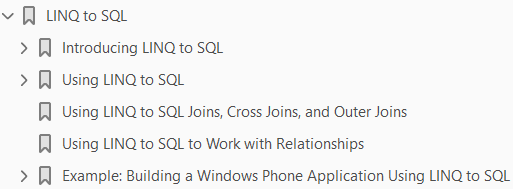 LINQ to SQL
Introducing LINQ to SQL
Using LINQ to SQL
Using LINQ to SQL Joins, Cross Joins, and Outer Joins
Using LINQ to SQL to Work with Relationships
Example: Building a Windows Phone Application Using LINQ to SQL